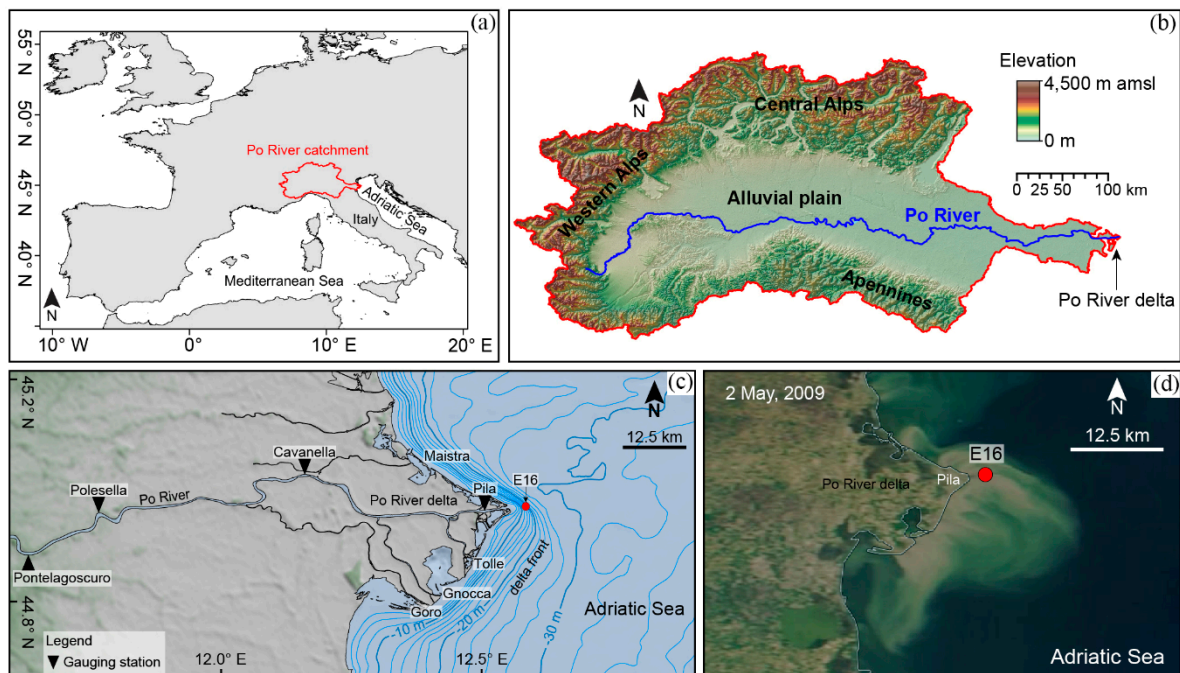 (a)
55° N
50° N
45° N
40° N
Po River catchment
Adriatic Sea
Italy
Mediterranean Sea
N
10° W
0°
10° E
20° E
(b)
Elevation
4,500 m amsl
0 m
0 25 50 100 km
N
Central Alps
Western Alps
Alluvial plain
Po River
Apennines
Po River delta
(c)
45.2° N
44.8° N
N
12.5 km
Cavanella
Maistra
E16
Polesella
Po River
Po River delta
Pila
Pontelagoscuro
Tolle
delta front
Gnocca
Goro
-10 m
-20 m
-30 m
Adriatic Sea
Legend
Gauging station
12.0° E
12.5° E
(d)
2 May, 2009
N
12.5 km
E16
Po River delta
Pila
Adriatic Sea